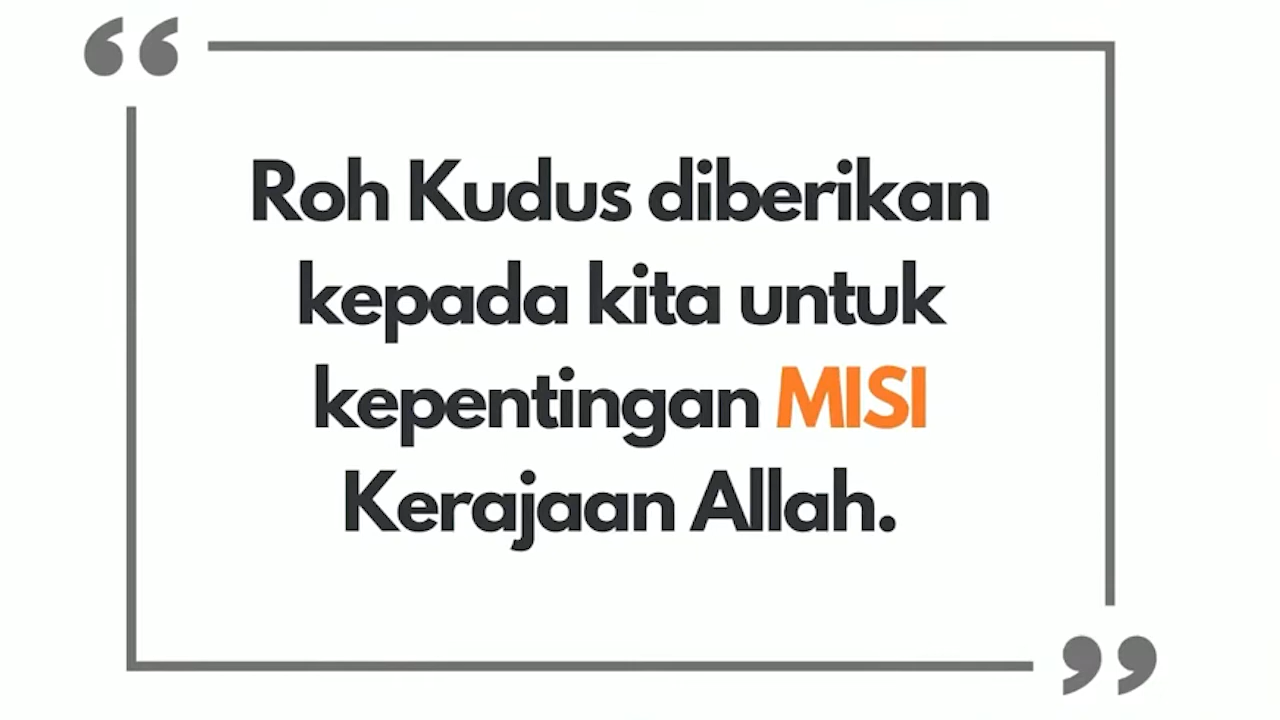 “
Roh Kudus diberikan
kepada kita untuk
kepentingan MISI
Kerajaan Allah.
”